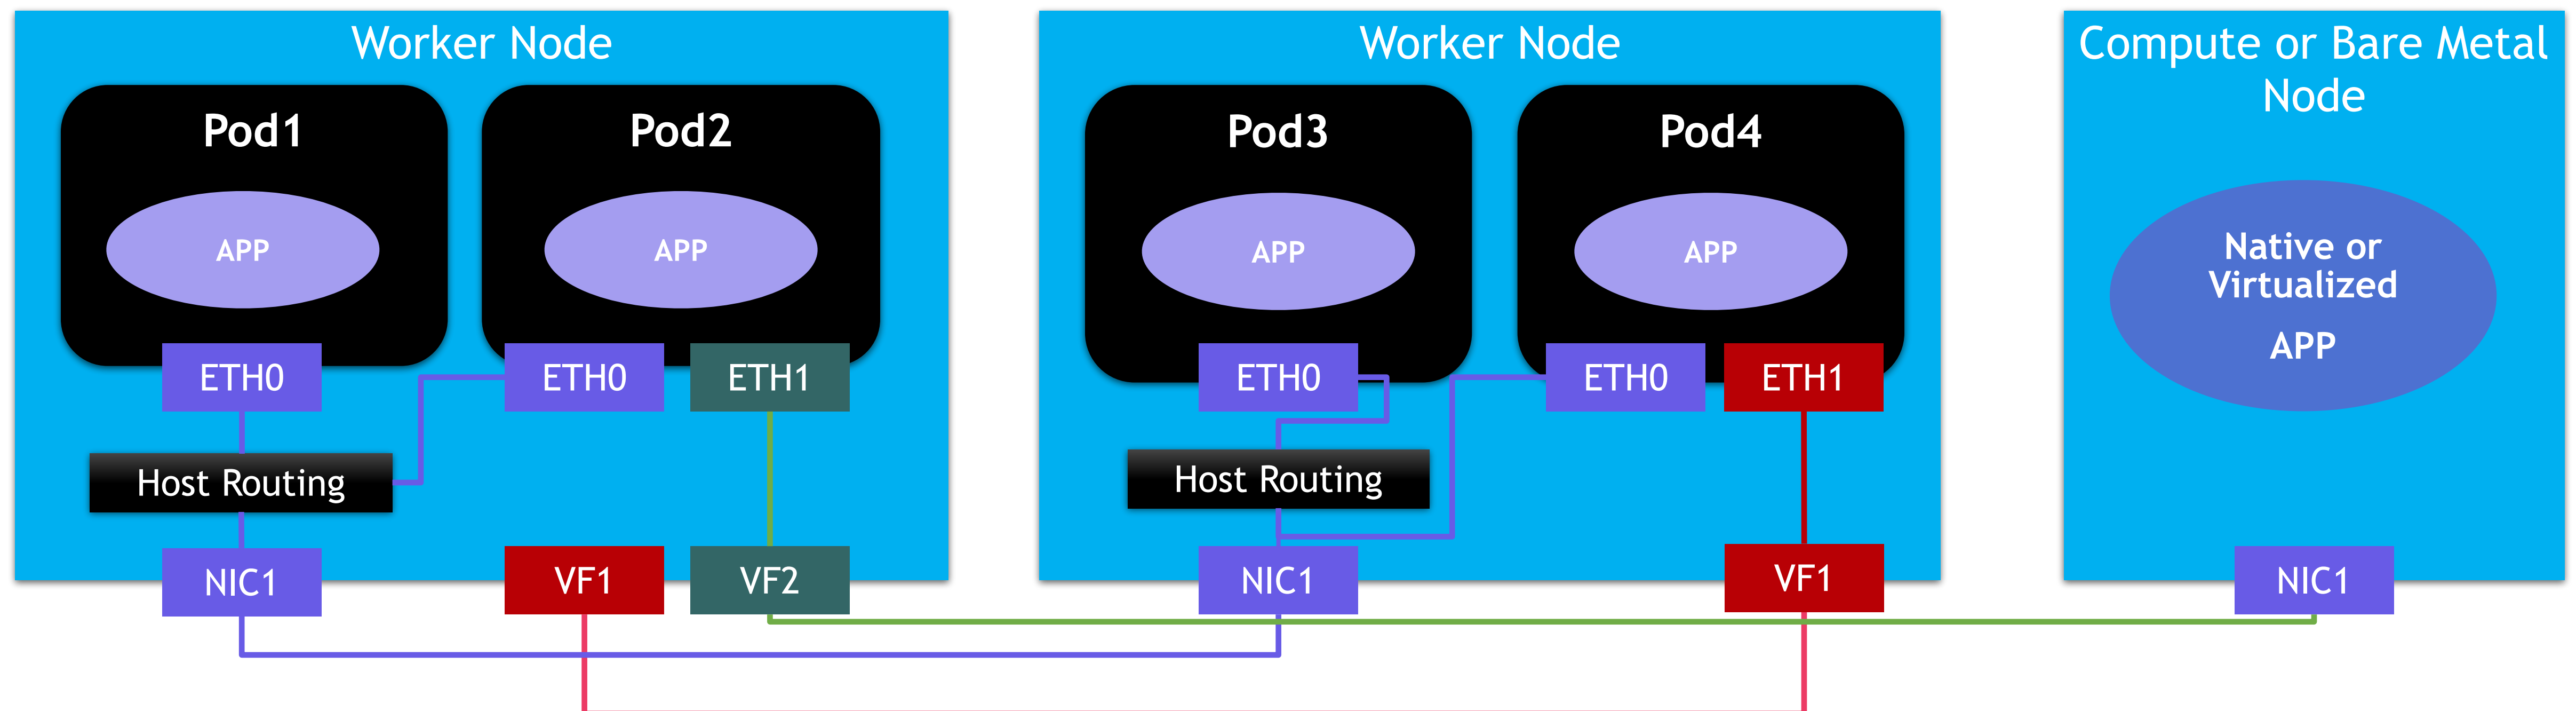 Worker Node
Pod1
APP
ETH0
Host Routing
NIC1
Pod2
APP
ETH0
ETH1
VF1
VF2
Worker Node
Pod3
APP
ETH0
Host Routing
NIC1
Pod4
APP
ETH0
ETH1
VF1
Compute or Bare Metal
Node
Native or
Virtualized
APP
NIC1